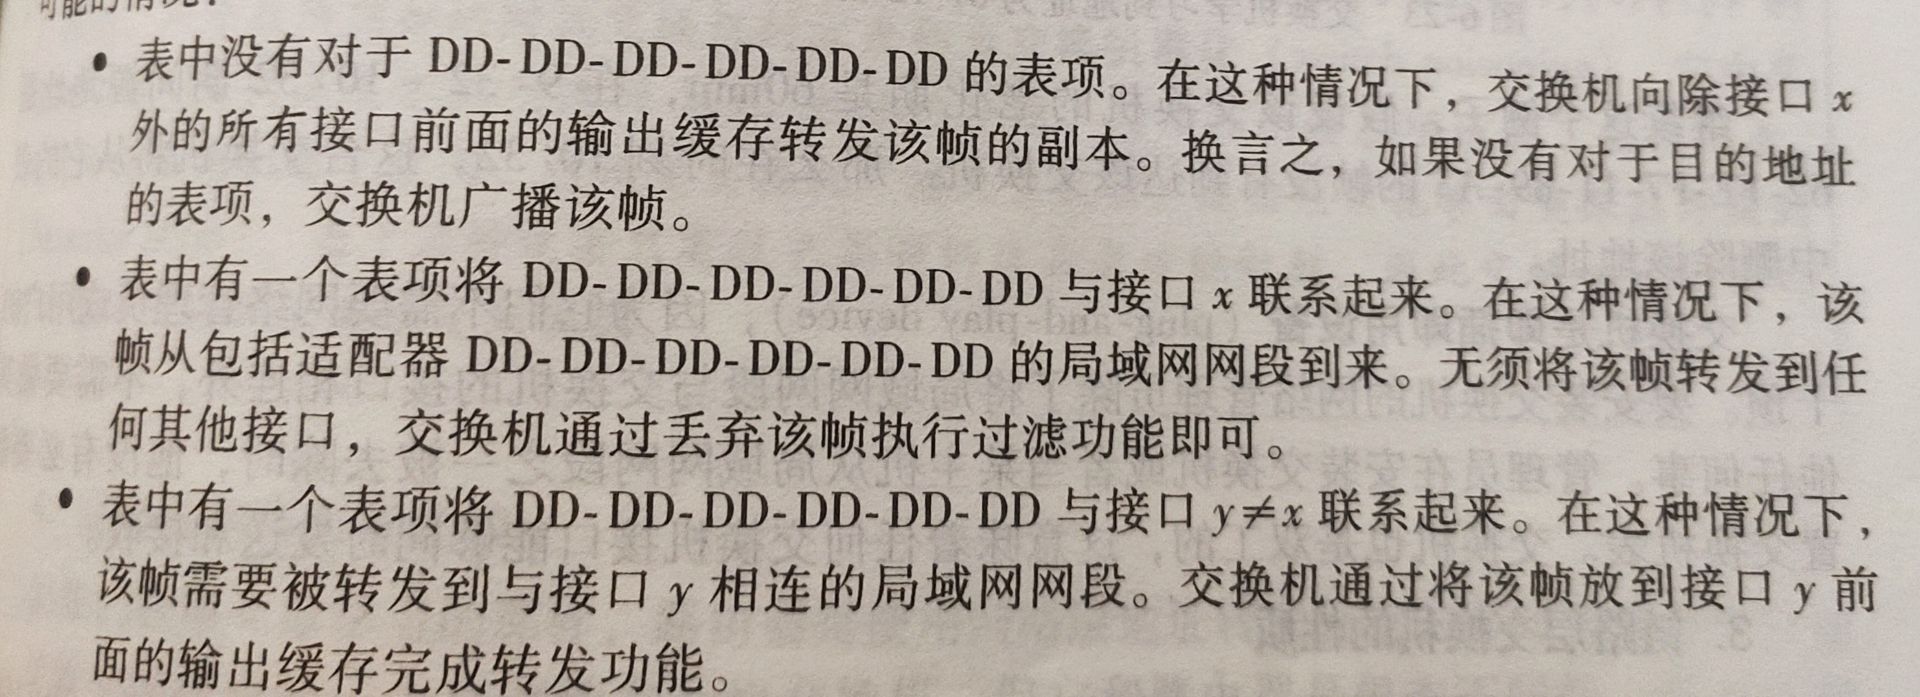 可能的情况：
• 表中没有对于 DD-DD-DD-DD-DD-DD 的表项。在这种情况下，交换机向除接口 x
外的所有接口前面的输出缓存转发该帧的副本。换言之，如果没有对于目的地址
的表项，交换机广播该帧。
• 表中有一个表项将 DD-DD-DD-DD-DD-DD 与接口 x 联系起来。在这种情况下，该
帧从包括适配器 DD-DD-DD-DD-DD-DD 的局域网网段到来。无须将该帧转发到任
何其他接口，交换机通过丢弃该帧执行过滤功能即可。
• 表中有一个表项将 DD-DD-DD-DD-DD-DD 与接口 y≠x 联系起来。在这种情况下，
该帧需要被转发到与接口 y 相连的局域网网段。交换机通过将该帧放到接口 y 前
面的输出缓存完成转发功能。